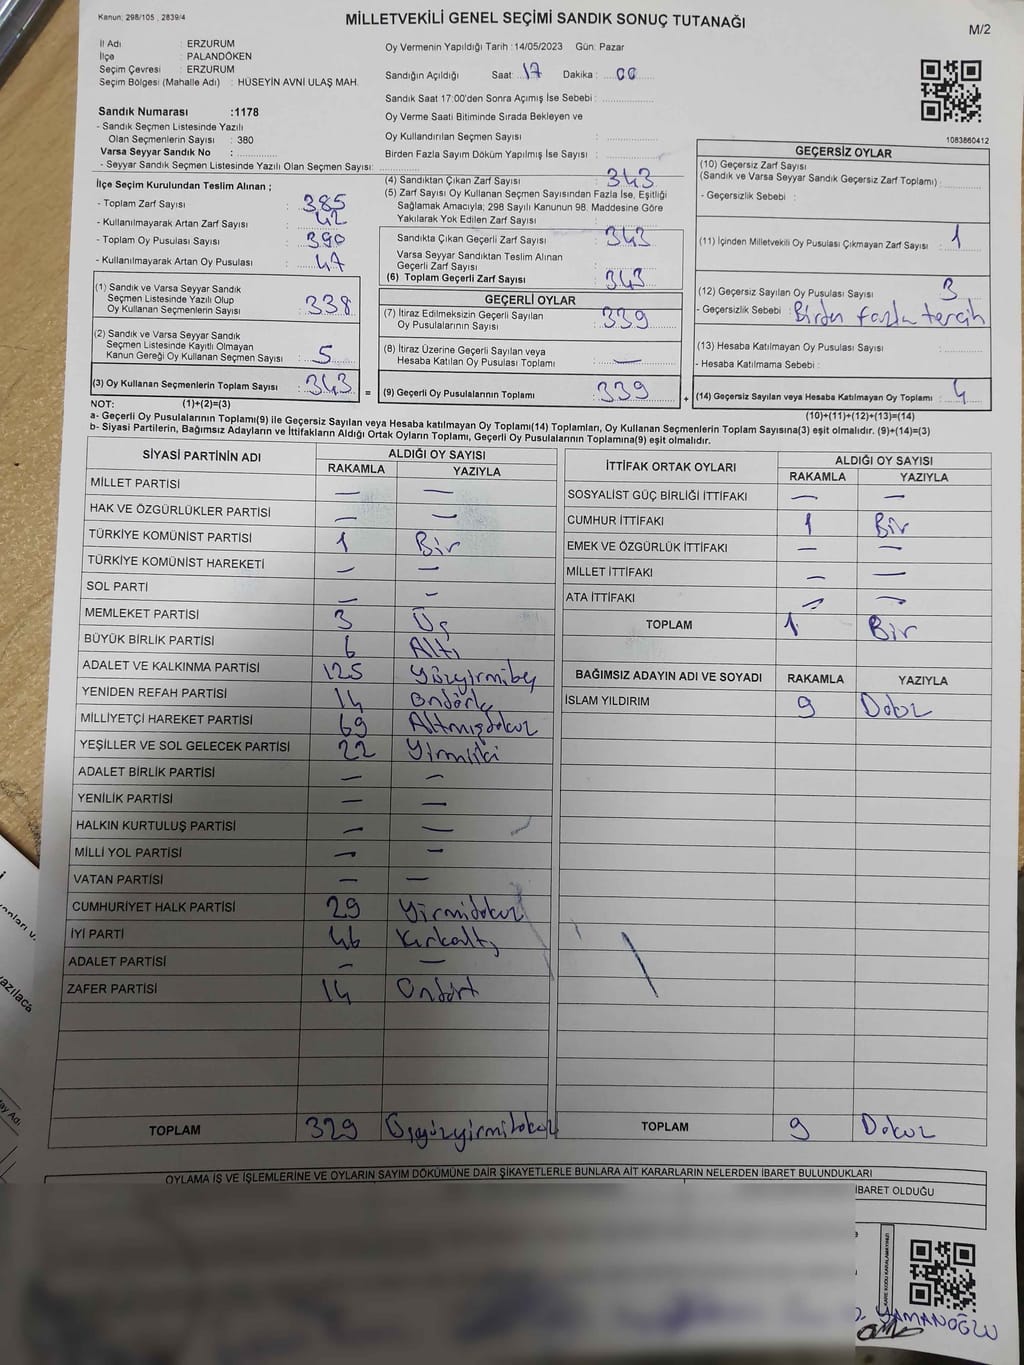 Kanun; 298/105 , 2839/4
MİLLETVEKİLİ GENEL SEÇİMİ SANDIK SONUÇ TUTANAĞI
M/2
İl Adı : ERZURUM
İlçe : PALANDÖKEN
Seçim Çevresi : ERZURUM
Seçim Bölgesi (Mahalle Adı) : HÜSEYİN AVNİ ULAŞ MAH.
Oy Vermenin Yapıldığı Tarih :14/05/2023 Gün: Pazar
Sandığın Açıldığı Saat: 17 Dakika : 00
Sandık Saat 17:00'den Sonra Açımış İse Sebebi :
Oy Verme Saati Bitiminde Sırada Bekleyen ve
Oy Kullandırılan Seçmen Sayısı :
Birden Fazla Sayım Döküm Yapılmış İse Sayısı :
1083860412
Sandık Numarası :1178
- Sandık Seçmen Listesinde Yazılı
Olan Seçmenlerin Sayısı : 380
Varsa Seyyar Sandık No :
- Seyyar Sandık Seçmen Listesinde Yazılı Olan Seçmen Sayısı:
İlçe Seçim Kurulundan Teslim Alınan ;
- Toplam Zarf Sayısı : 385
- Kullanılmayarak Artan Zarf Sayısı : 42
- Toplam Oy Pusulası Sayısı : 390
- Kullanılmayarak Artan Oy Pusulası : 47
(1) Sandık ve Varsa Seyyar Sandık
Seçmen Listesinde Yazılı Olup
Oy Kullanan Seçmenlerin Sayısı : 338
(2) Sandık ve Varsa Seyyar Sandık
Seçmen Listesinde Kayıtlı Olmayan
Kanun Gereği Oy Kullanan Seçmen Sayısı : 5
(3) Oy Kullanan Seçmenlerin Toplam Sayısı : 343
(4) Sandıktan Çıkan Zarf Sayısı : 343
(5) Zarf Sayısı Oy Kullanan Seçmen Sayısından Fazla İse, Eşitliği
Sağlamak Amacıyla; 298 Sayılı Kanunun 98. Maddesine Göre
Yakılarak Yok Edilen Zarf Sayısı :
Sandıkta Çıkan Geçerli Zarf Sayısı : 343
Varsa Seyyar Sandıktan Teslim Alınan
Geçerli Zarf Sayısı :
(6) Toplam Geçerli Zarf Sayısı : 343
GEÇERLİ OYLAR
(7) İtiraz Edilmeksizin Geçerli Sayılan
Oy Pusulalarının Sayısı : 339
(8) İtiraz Üzerine Geçerli Sayılan veya
Hesaba Katılan Oy Pusulası Toplamı : —
= (9) Geçerli Oy Pusulalarının Toplamı : 339
GEÇERSİZ OYLAR
(10) Geçersiz Zarf Sayısı
(Sandık ve Varsa Seyyar Sandık Geçersiz Zarf Toplamı) :
- Geçersizlik Sebebi :
(11) İçinden Milletvekili Oy Pusulası Çıkmayan Zarf Sayısı : 1
(12) Geçersiz Sayılan Oy Pusulası Sayısı : 3
- Geçersizlik Sebebi : Birden fazla tercih
(13) Hesaba Katılmayan Oy Pusulası Sayısı :
- Hesaba Katılmama Sebebi :
+ (14) Geçersiz Sayılan veya Hesaba Katılmayan Oy Toplamı : 4
NOT: (1)+(2)=(3)
(10)+(11)+(12)+(13)=(14)
a- Geçerli Oy Pusulalarının Toplamı(9) ile Geçersiz Sayılan veya Hesaba katılmayan Oy Toplamı(14) Toplamları, Oy Kullanan Seçmenlerin Toplam Sayısına(3) eşit olmalıdır. (9)+(14)=(3)
b- Siyasi Partilerin, Bağımsız Adayların ve İttifakların Aldığı Ortak Oyların Toplamı, Geçerli Oy Pusulalarının Toplamına(9) eşit olmalıdır.
SİYASİ PARTİNİN ADI ALDIĞI OY SAYISI
RAKAMLA YAZIYLA
MİLLET PARTİSİ — —
HAK VE ÖZGÜRLÜKLER PARTİSİ — —
TÜRKİYE KOMÜNİST PARTİSİ 1 Bir
TÜRKİYE KOMÜNİST HAREKETİ — —
SOL PARTİ — —
MEMLEKET PARTİSİ 3 Üç
BÜYÜK BİRLİK PARTİSİ 6 Altı
ADALET VE KALKINMA PARTİSİ 125 Yüzyirmibeş
YENİDEN REFAH PARTİSİ 14 Ondört
MİLLİYETÇİ HAREKET PARTİSİ 69 Altmışdokuz
YEŞİLLER VE SOL GELECEK PARTİSİ 22 Yirmiiki
ADALET BİRLİK PARTİSİ — —
YENİLİK PARTİSİ — —
HALKIN KURTULUŞ PARTİSİ — —
MİLLİ YOL PARTİSİ — —
VATAN PARTİSİ — —
CUMHURİYET HALK PARTİSİ 29 Yirmidokuz
İYİ PARTİ 46 Kırkaltı
ADALET PARTİSİ — —
ZAFER PARTİSİ 14 Ondört
TOPLAM 329 Üçyüzyirmidokuz
İTTİFAK ORTAK OYLARI ALDIĞI OY SAYISI
RAKAMLA YAZIYLA
SOSYALİST GÜÇ BİRLİĞİ İTTİFAKI — —
CUMHUR İTTİFAKI 1 Bir
EMEK VE ÖZGÜRLÜK İTTİFAKI — —
MİLLET İTTİFAKI — —
ATA İTTİFAKI — —
TOPLAM 1 Bir
BAĞIMSIZ ADAYIN ADI VE SOYADI RAKAMLA YAZIYLA
İSLAM YILDIRIM 9 Dokuz
TOPLAM 9 Dokuz
OYLAMA İŞ VE İŞLEMLERİNE VE OYLARIN SAYIM DÖKÜMÜNE DAİR ŞİKAYETLERLE BUNLARA AİT KARARLARIN NELERDEN İBARET BULUNDUKLARI
İBARET OLDUĞU
KARE KODU KARALAMAYINIZ!
YAMANOĞLU